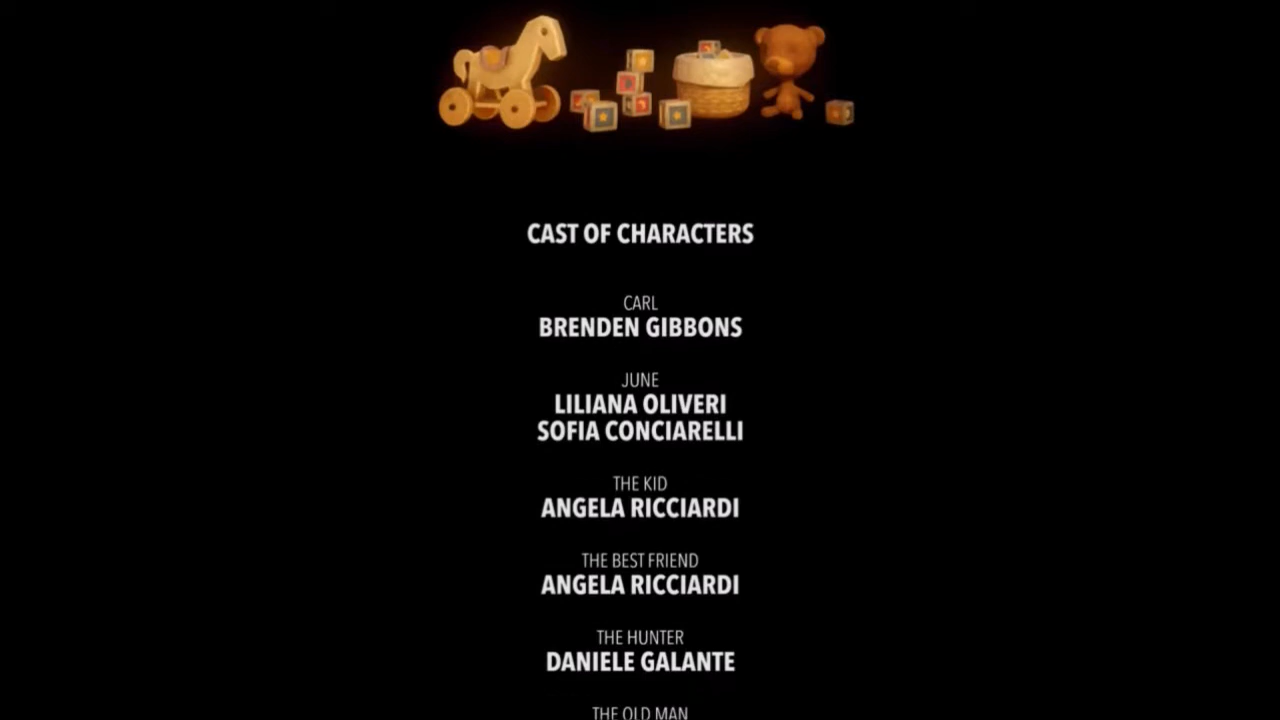 CAST OF CHARACTERS
CARL
BRENDEN GIBBONS
JUNE
LILIANA OLIVERI
SOFIA CONCIARELLI
THE KID
ANGELA RICCIARDI
THE BEST FRIEND
ANGELA RICCIARDI
THE HUNTER
DANIELE GALANTE
THE OLD MAN